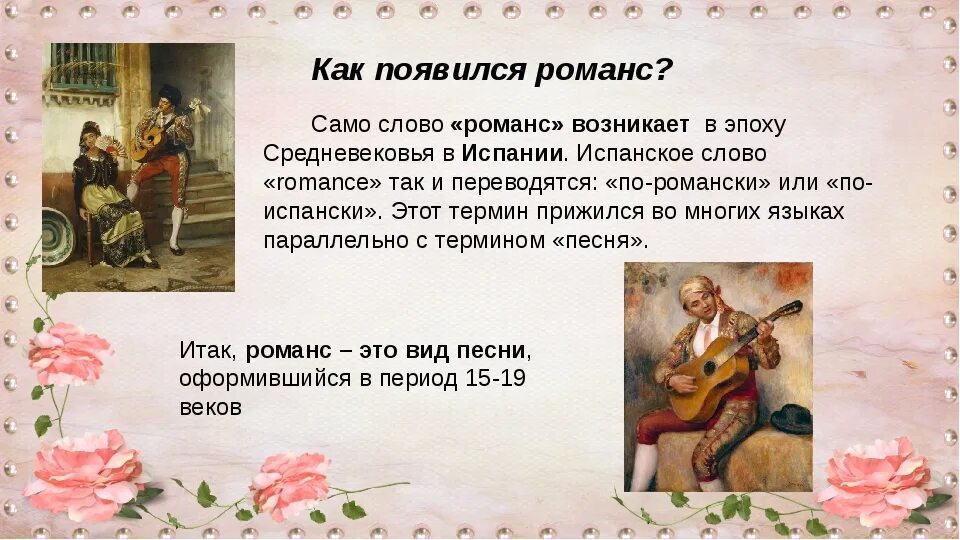 Как появился романс?
Само слово «романс» возникает в эпоху
Средневековья в Испании. Испанское слово
«romance» так и переводятся: «по-романски» или «по-
испански». Этот термин прижился во многих языках
параллельно с термином «песня».
Итак, романс – это вид песни,
оформившийся в период 15-19
веков